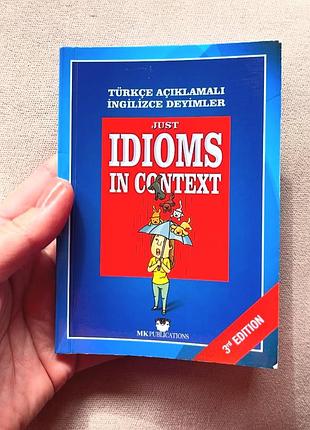 TÜRKÇE AÇIKLAMALI
İNGİLİZCE DEYİMLER
JUST
IDIOMS
IN CONTEXT
MK PUBLICATIONS
3rd EDITION